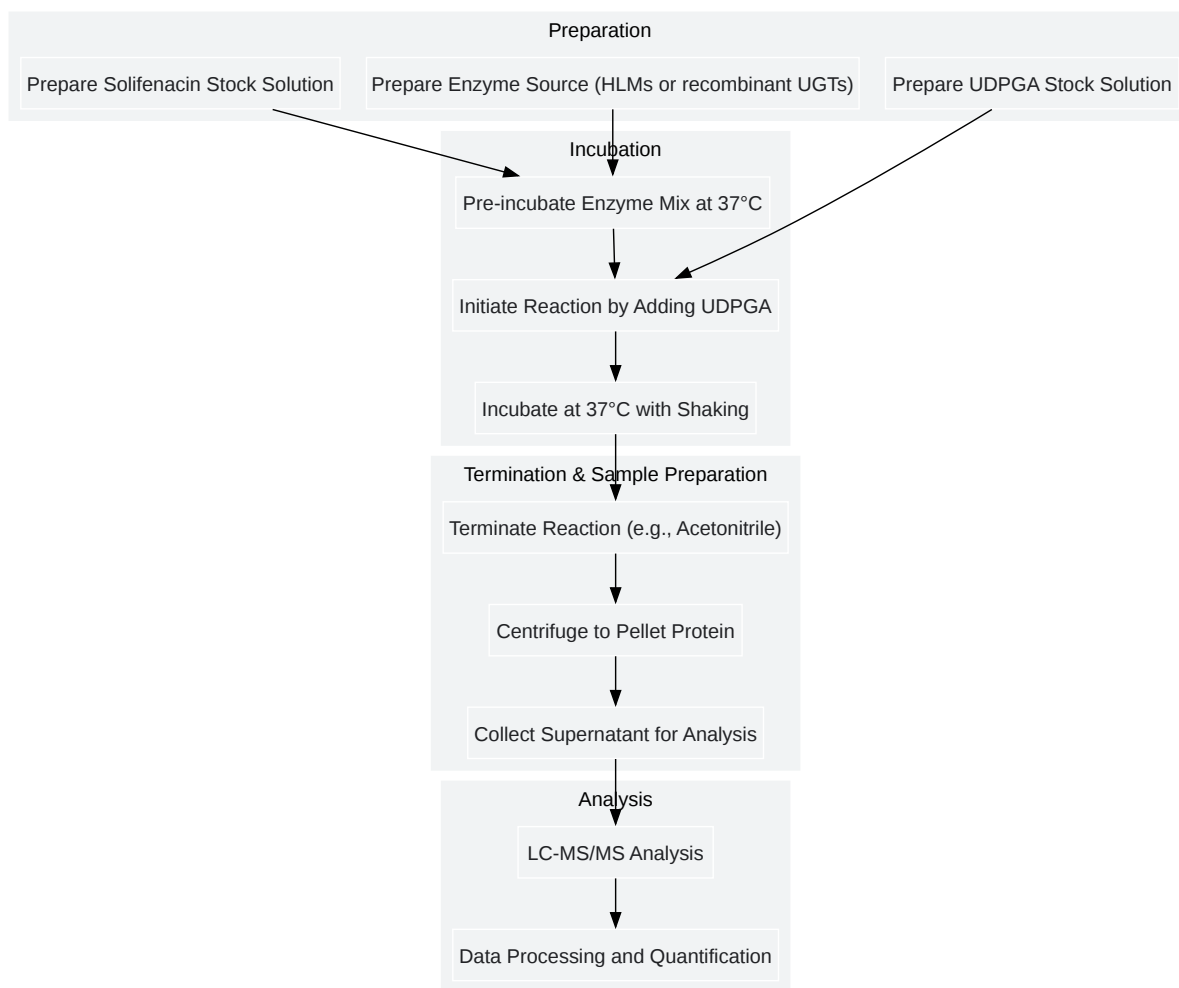 Preparation
Prepare Solifenacin Stock Solution
Prepare Enzyme Source (HLMs or recombinant UGTs)
Prepare UDPGA Stock Solution
Incubation
Pre-incubate Enzyme Mix at 37°C
Initiate Reaction by Adding UDPGA
Incubate at 37°C with Shaking
Termination & Sample Preparation
Terminate Reaction (e.g., Acetonitrile)
Centrifuge to Pellet Protein
Collect Supernatant for Analysis
Analysis
LC-MS/MS Analysis
Data Processing and Quantification